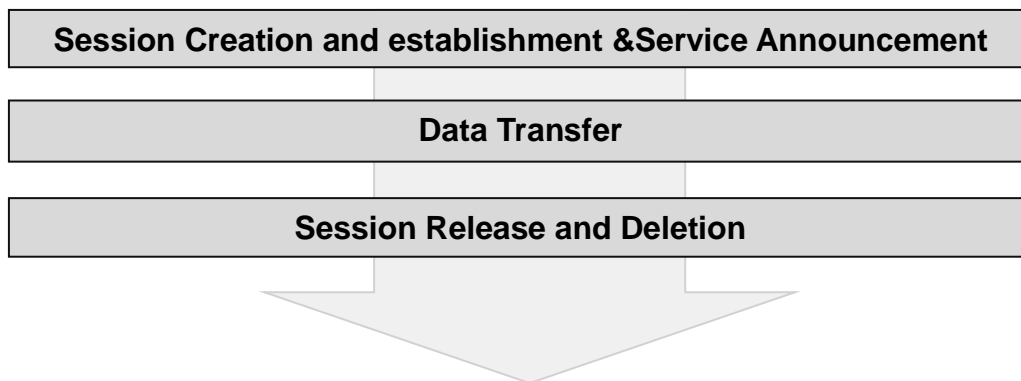 Session Creation and establishment &Service Announcement
Data Transfer
Session Release and Deletion